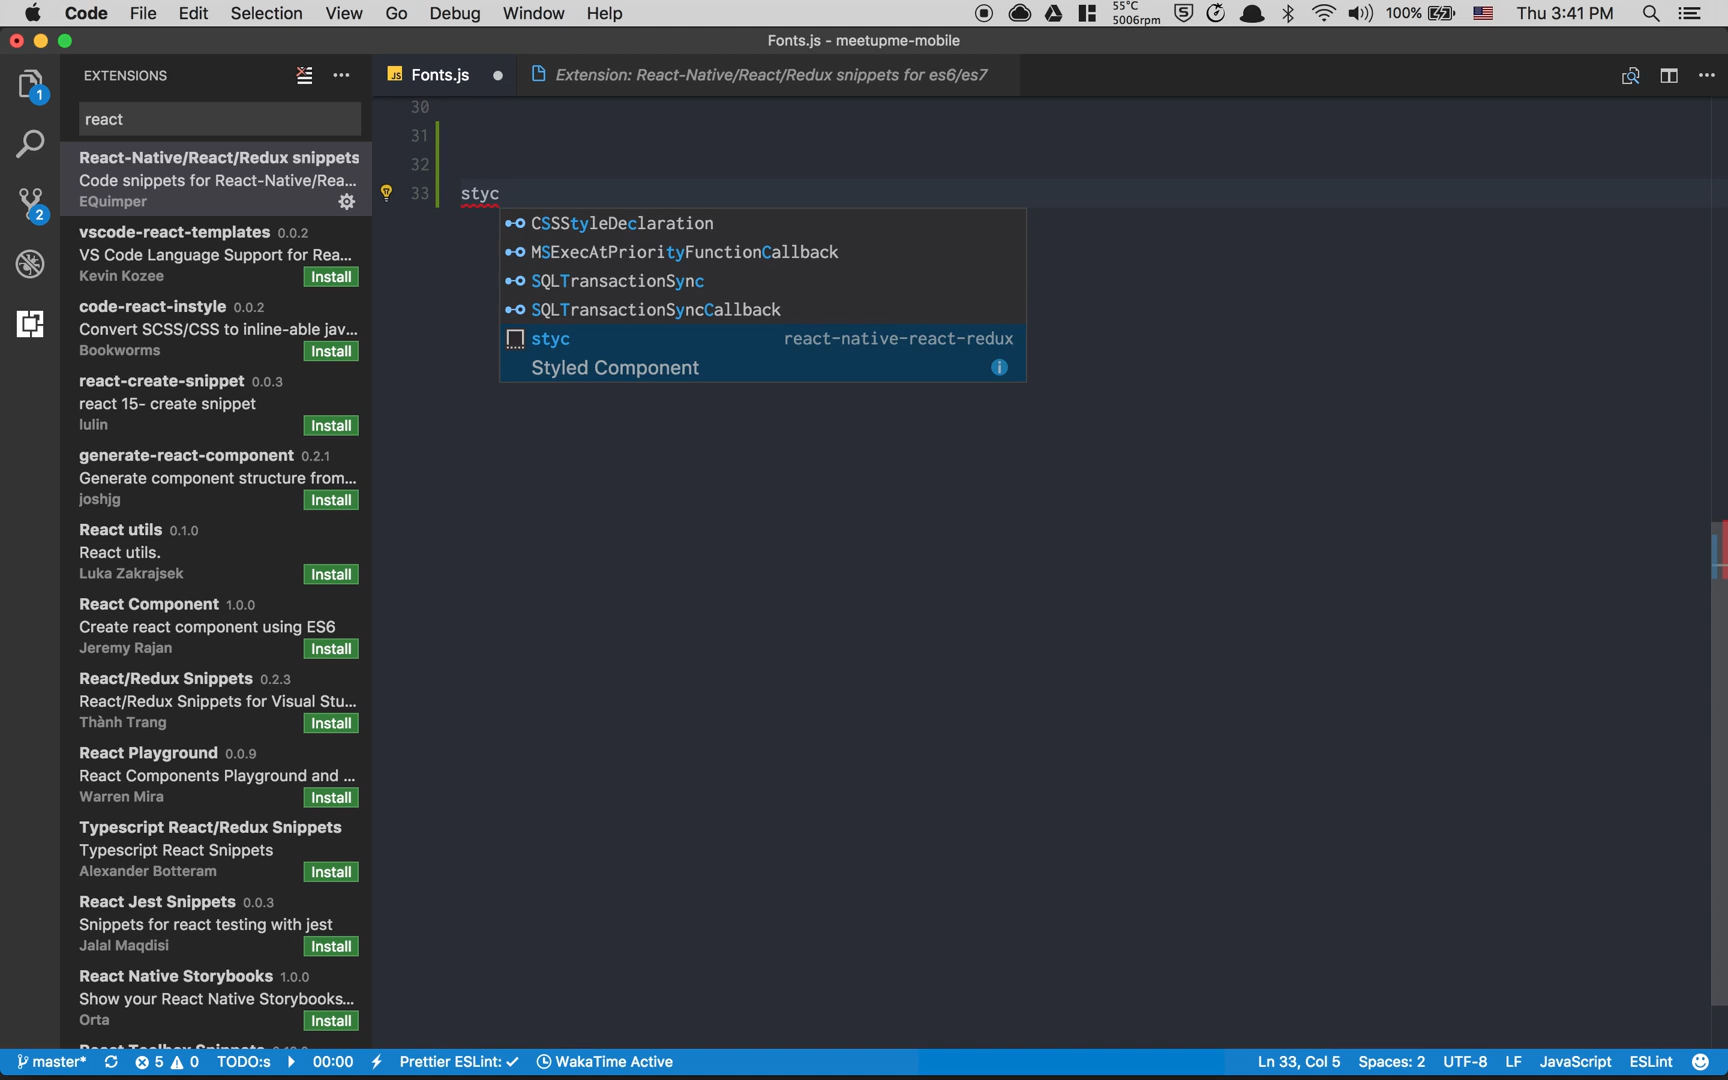 Code File Edit Selection View Go Debug Window Help 55°C 5006rpm 100% Thu 3:41 PM
Fonts.js - meetupme-mobile
EXTENSIONS
react
React-Native/React/Redux snippets
Code snippets for React-Native/Rea...
EQuimper
vscode-react-templates 0.0.2
VS Code Language Support for Rea...
Kevin Kozee Install
code-react-instyle 0.0.2
Convert SCSS/CSS to inline-able jav...
Bookworms Install
react-create-snippet 0.0.3
react 15- create snippet
lulin Install
generate-react-component 0.2.1
Generate component structure from...
joshjg Install
React utils 0.1.0
React utils.
Luka Zakrajsek Install
React Component 1.0.0
Create react component using ES6
Jeremy Rajan Install
React/Redux Snippets 0.2.3
React/Redux Snippets for Visual Stu...
Thành Trang Install
React Playground 0.0.9
React Components Playground and ...
Warren Mira Install
Typescript React/Redux Snippets
Typescript React Snippets
Alexander Botteram Install
React Jest Snippets 0.0.3
Snippets for react testing with jest
Jalal Maqdisi Install
React Native Storybooks 1.0.0
Show your React Native Storybooks...
Orta Install
1
2
JS Fonts.js Extension: React-Native/React/Redux snippets for es6/es7
30
31
32
33 styc
CSSStyleDeclaration
MSExecAtPriorityFunctionCallback
SQLTransactionSync
SQLTransactionSyncCallback
styc react-native-react-redux
Styled Component
master* 5 0 TODO:s 00:00 Prettier ESLint: ✓ WakaTime Active Ln 33, Col 5 Spaces: 2 UTF-8 LF JavaScript ESLint